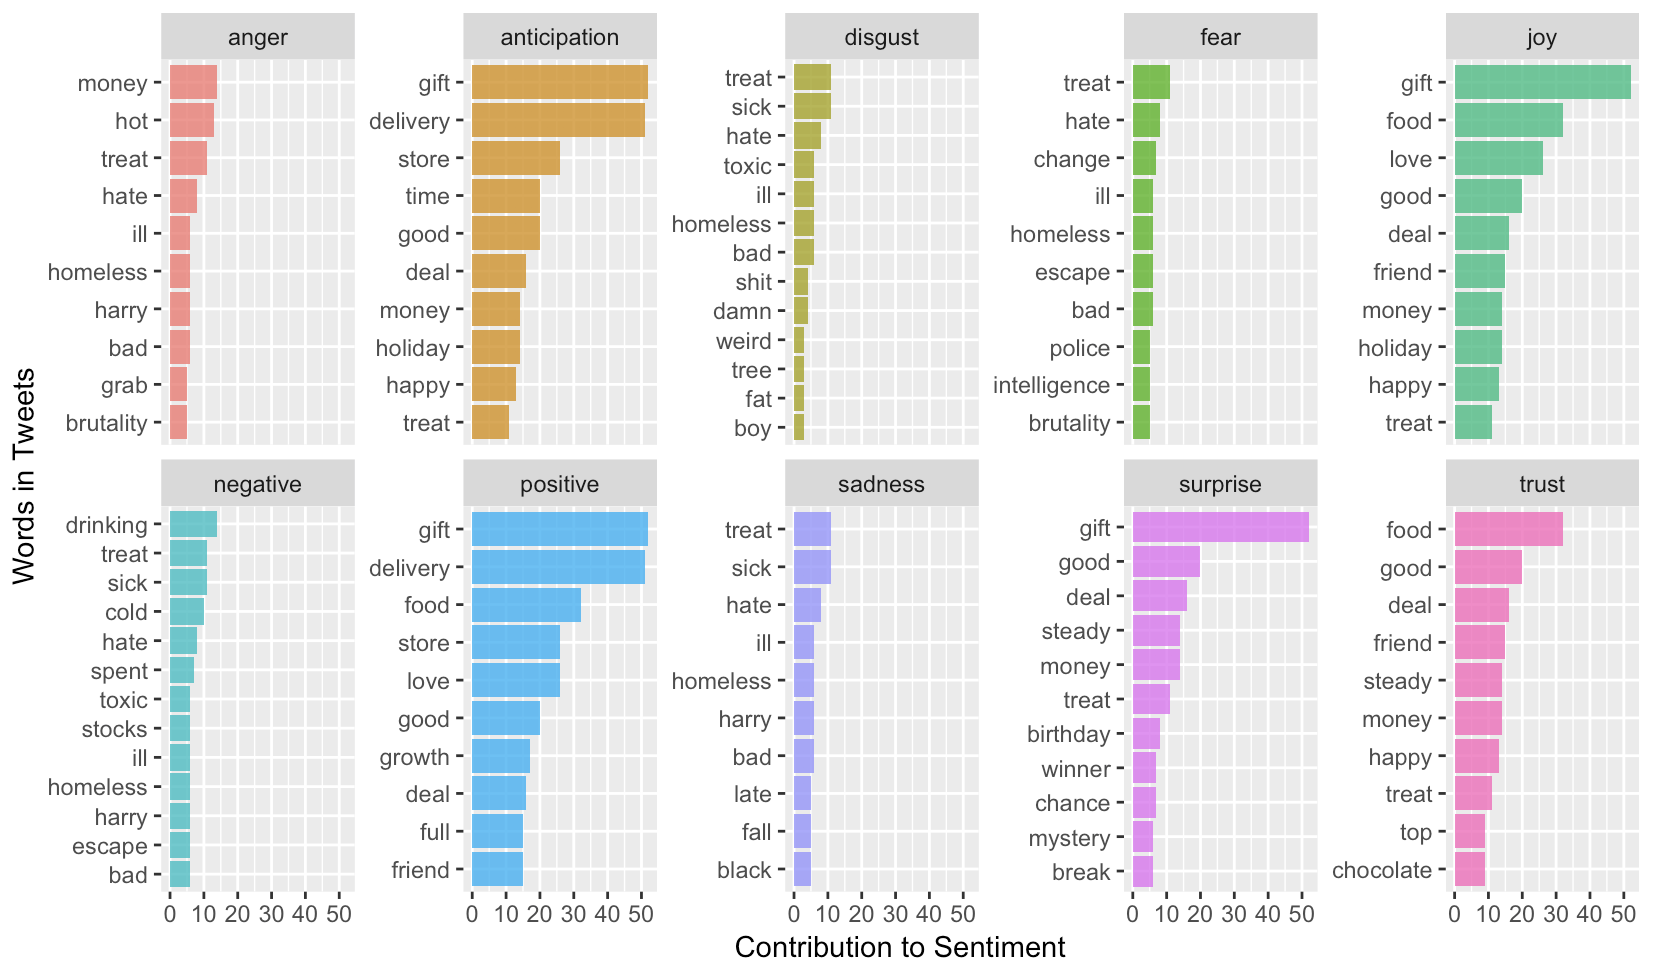 anger
money
hot
treat
hate
ill
homeless
harry
bad
grab
brutality
anticipation
gift
delivery
store
time
good
deal
money
holiday
happy
treat
disgust
treat
sick
hate
toxic
ill
homeless
bad
shit
damn
weird
tree
fat
boy
fear
treat
hate
change
ill
homeless
escape
bad
police
intelligence
brutality
joy
gift
food
love
good
deal
friend
money
holiday
happy
treat
Words in Tweets
negative
drinking
treat
sick
cold
hate
spent
toxic
stocks
ill
homeless
harry
escape
bad
0 10 20 30 40 50
positive
gift
delivery
food
store
love
good
growth
deal
full
friend
0 10 20 30 40 50
sadness
treat
sick
hate
ill
homeless
harry
bad
late
fall
black
0 10 20 30 40 50
surprise
gift
good
deal
steady
money
treat
birthday
winner
chance
mystery
break
0 10 20 30 40 50
trust
food
good
deal
friend
steady
money
happy
treat
top
chocolate
0 10 20 30 40 50
Contribution to Sentiment